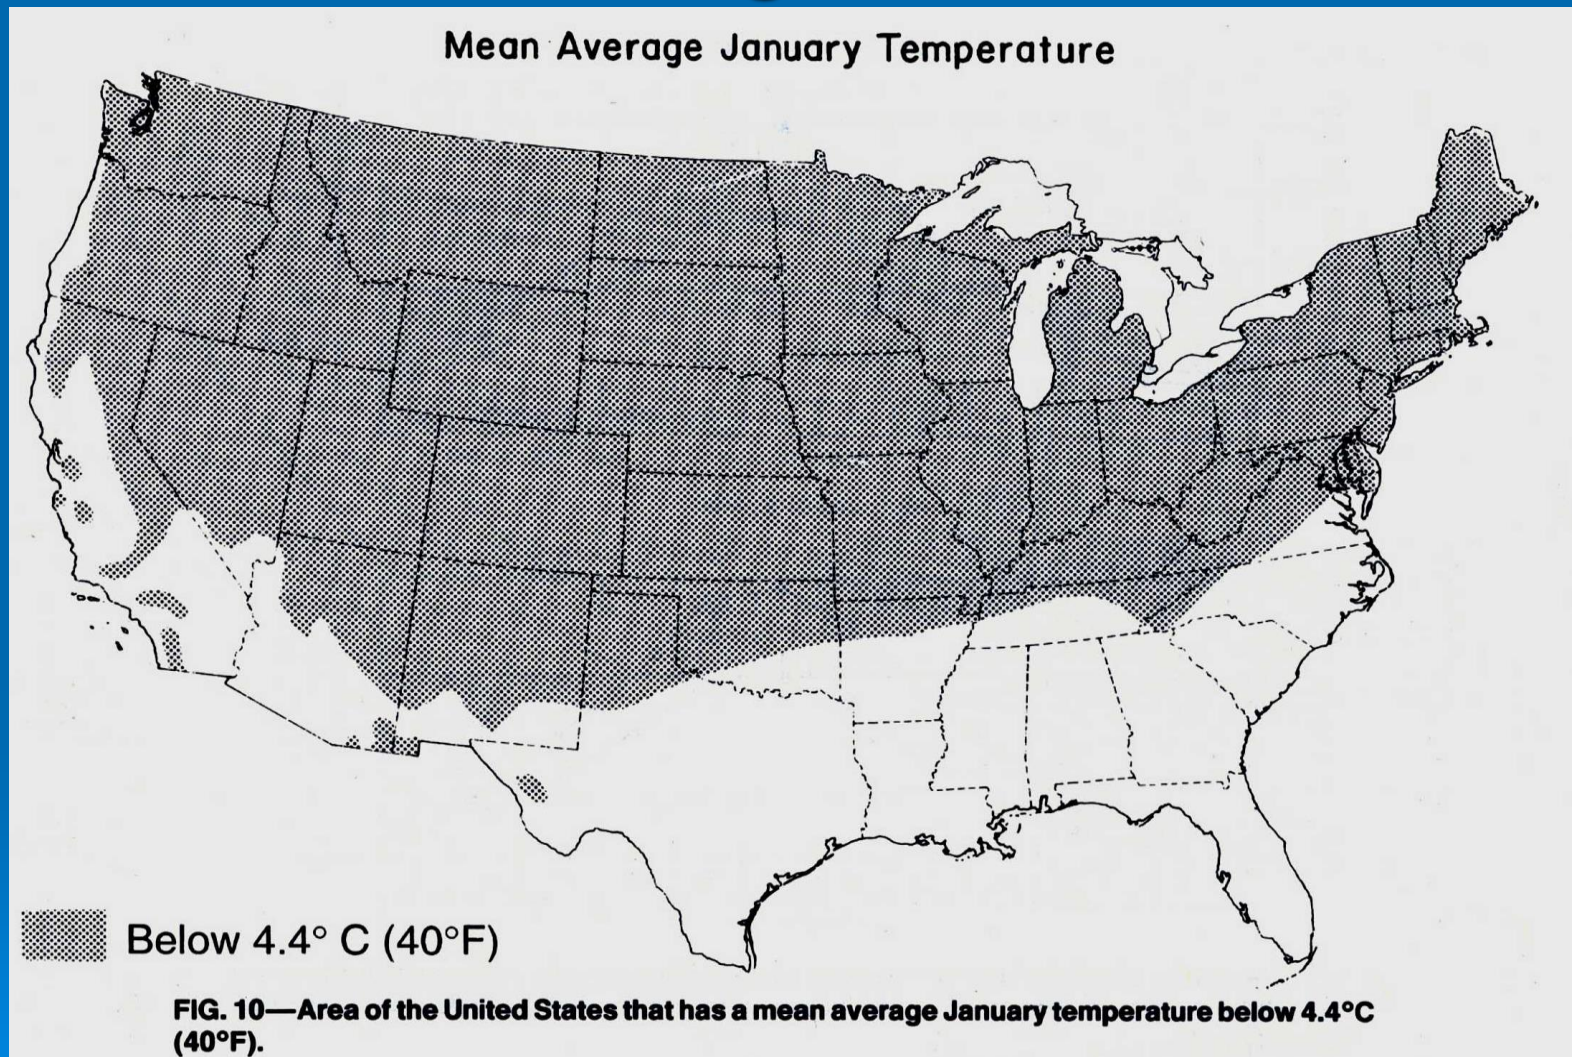 Mean Average January Temperature
Below 4.4° C (40°F)
FIG. 10—Area of the United States that has a mean average January temperature below 4.4°C
(40°F).